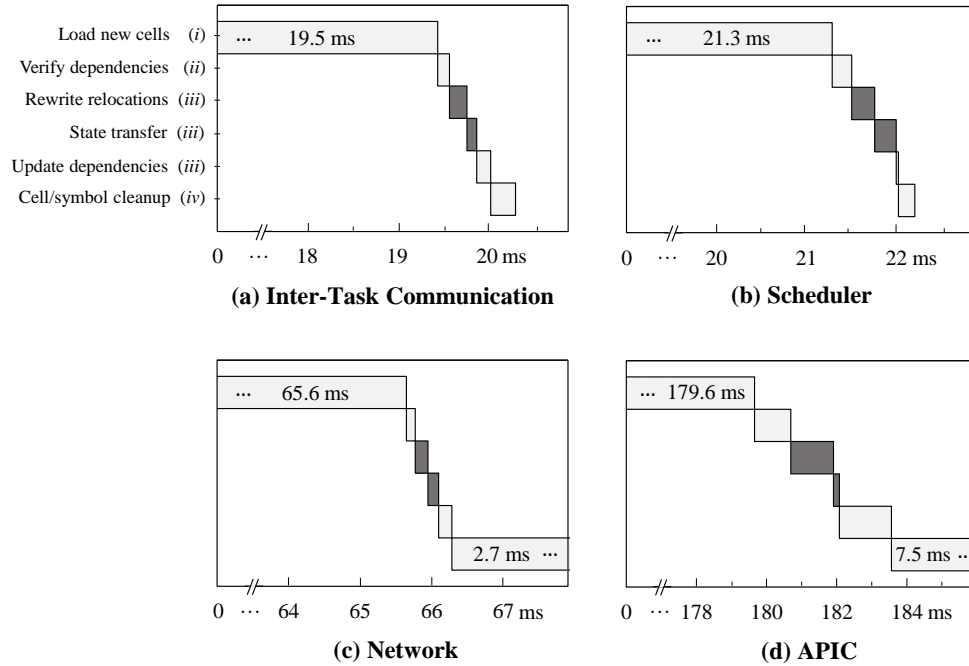 Load new cells (i)
Verify dependencies (ii)
Rewrite relocations (iii)
State transfer (iii)
Update dependencies (iii)
Cell/symbol cleanup (iv)
... 19.5 ms
0 ... 18 19 20 ms
(a) Inter-Task Communication
... 21.3 ms
0 ... 20 21 22 ms
(b) Scheduler
... 65.6 ms
2.7 ms ...
0 ... 64 65 66 67 ms
(c) Network
... 179.6 ms
7.5 ms ...
0 ... 178 180 182 184 ms
(d) APIC